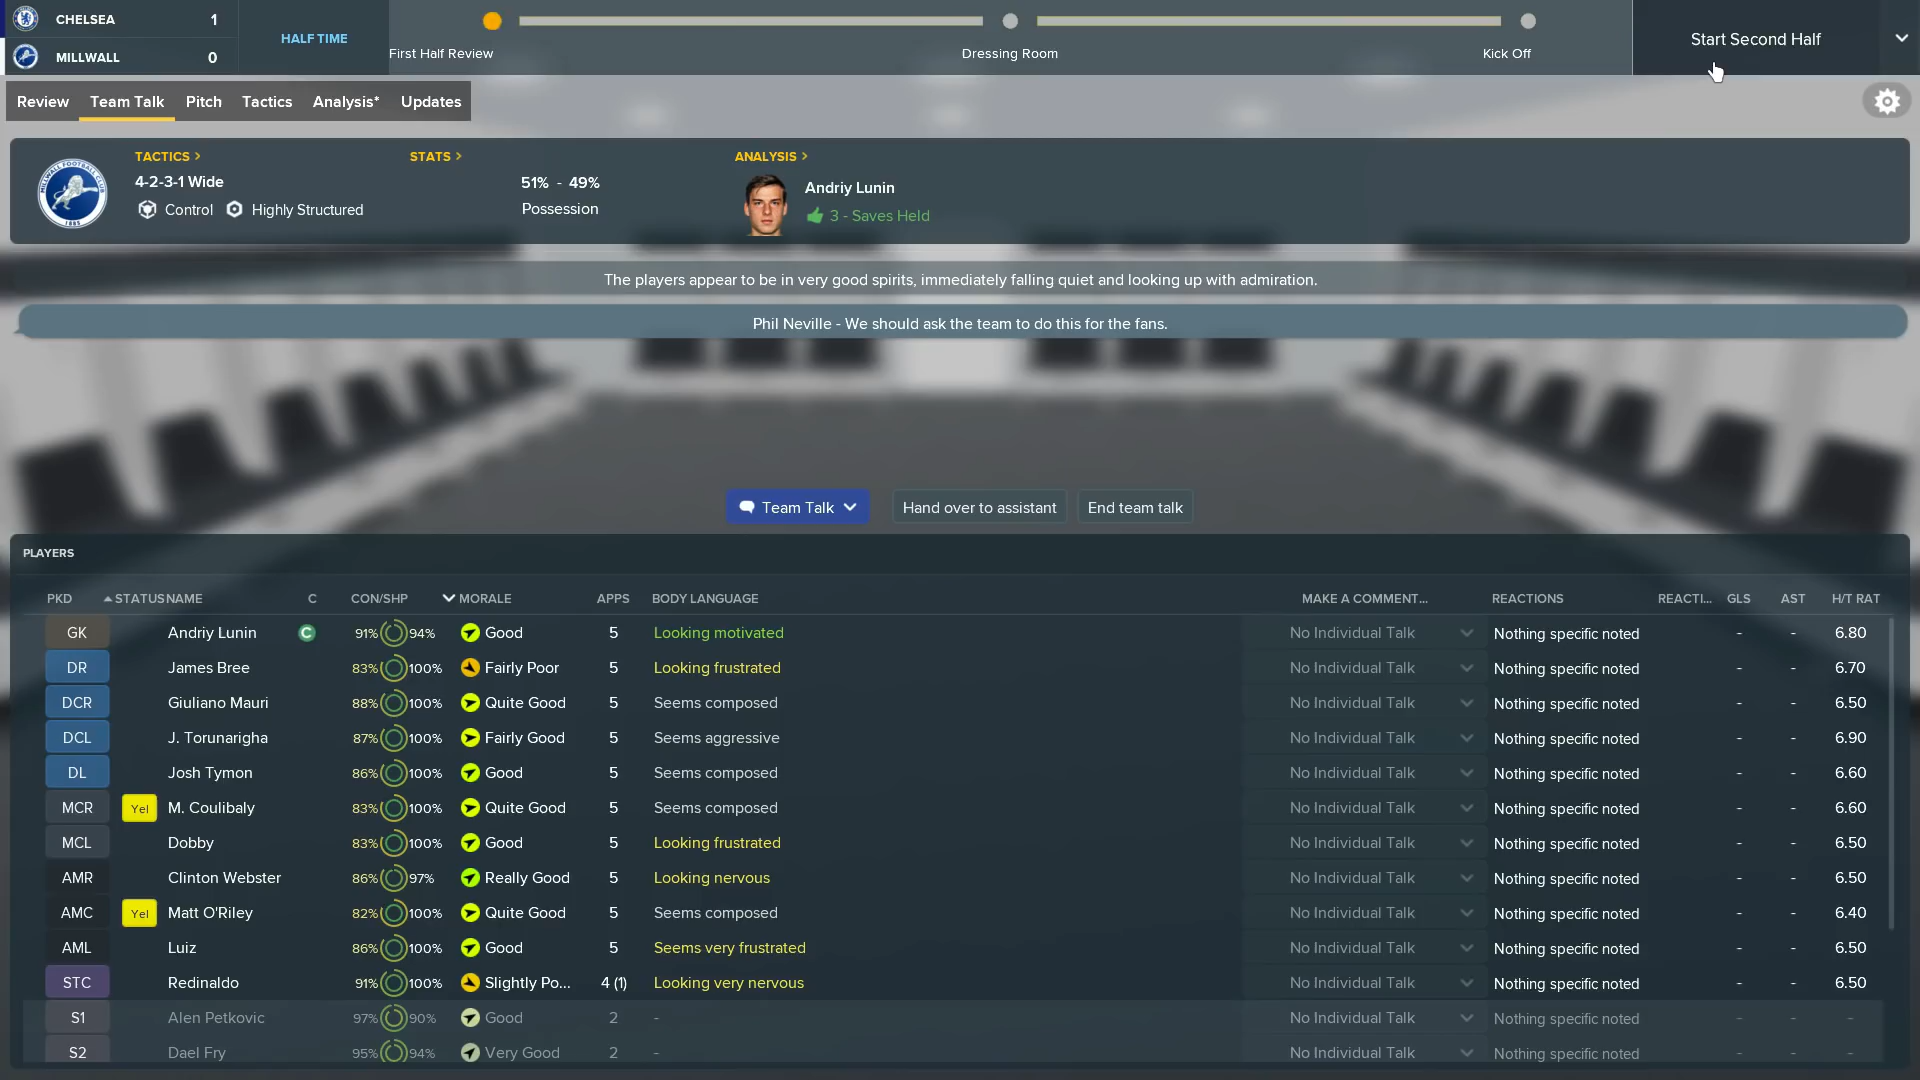 CHELSEA 1
MILLWALL 0
HALF TIME
First Half Review
Dressing Room
Kick Off
Start Second Half
Review Team Talk Pitch Tactics Analysis* Updates
TACTICS >
4-2-3-1 Wide
Control Highly Structured
STATS >
51% - 49%
Possession
ANALYSIS >
Andriy Lunin
3 - Saves Held
The players appear to be in very good spirits, immediately falling quiet and looking up with admiration.
Phil Neville - We should ask the team to do this for the fans.
Team Talk Hand over to assistant End team talk
PLAYERS
PKD STATUS NAME C CON/SHP MORALE APPS BODY LANGUAGE MAKE A COMMENT... REACTIONS REACTI... GLS AST H/T RAT
GK Andriy Lunin C 91% 94% Good 5 Looking motivated No Individual Talk Nothing specific noted - - 6.80
DR James Bree 83% 100% Fairly Poor 5 Looking frustrated No Individual Talk Nothing specific noted - - 6.70
DCR Giuliano Mauri 88% 100% Quite Good 5 Seems composed No Individual Talk Nothing specific noted - - 6.50
DCL J. Torunarigha 87% 100% Fairly Good 5 Seems aggressive No Individual Talk Nothing specific noted - - 6.90
DL Josh Tymon 86% 100% Good 5 Seems composed No Individual Talk Nothing specific noted - - 6.60
MCR Yel M. Coulibaly 83% 100% Quite Good 5 Seems composed No Individual Talk Nothing specific noted - - 6.60
MCL Dobby 83% 100% Good 5 Looking frustrated No Individual Talk Nothing specific noted - - 6.50
AMR Clinton Webster 86% 97% Really Good 5 Looking nervous No Individual Talk Nothing specific noted - - 6.50
AMC Yel Matt O'Riley 82% 100% Quite Good 5 Seems composed No Individual Talk Nothing specific noted - - 6.40
AML Luiz 86% 100% Good 5 Seems very frustrated No Individual Talk Nothing specific noted - - 6.50
STC Redinaldo 91% 100% Slightly Po... 4 (1) Looking very nervous No Individual Talk Nothing specific noted - - 6.50
S1 Alen Petkovic 97% 90% Good 2 - No Individual Talk Nothing specific noted - - -
S2 Dael Fry 95% 94% Very Good 2 - No Individual Talk Nothing specific noted - - -